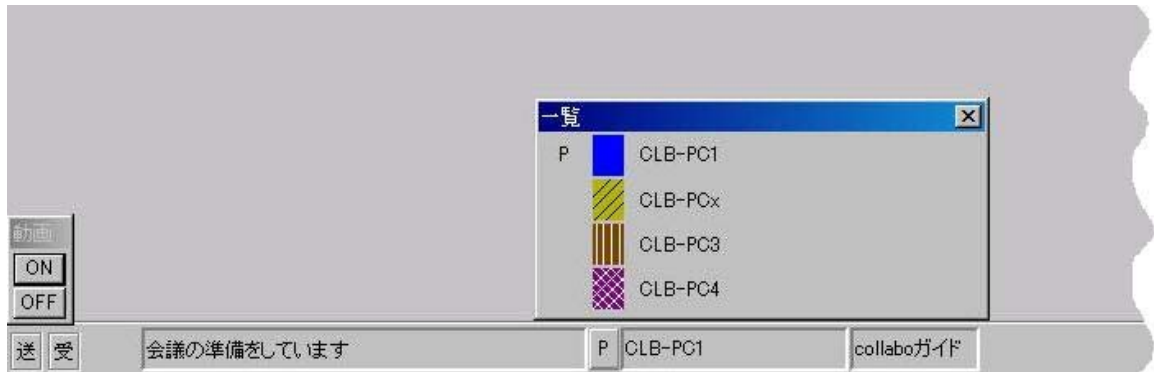 一覧
P CLB-PC1
CLB-PCx
CLB-PC3
CLB-PC4
動画
ON
OFF
送 受 会議の準備をしています P CLB-PC1 collaboガイド